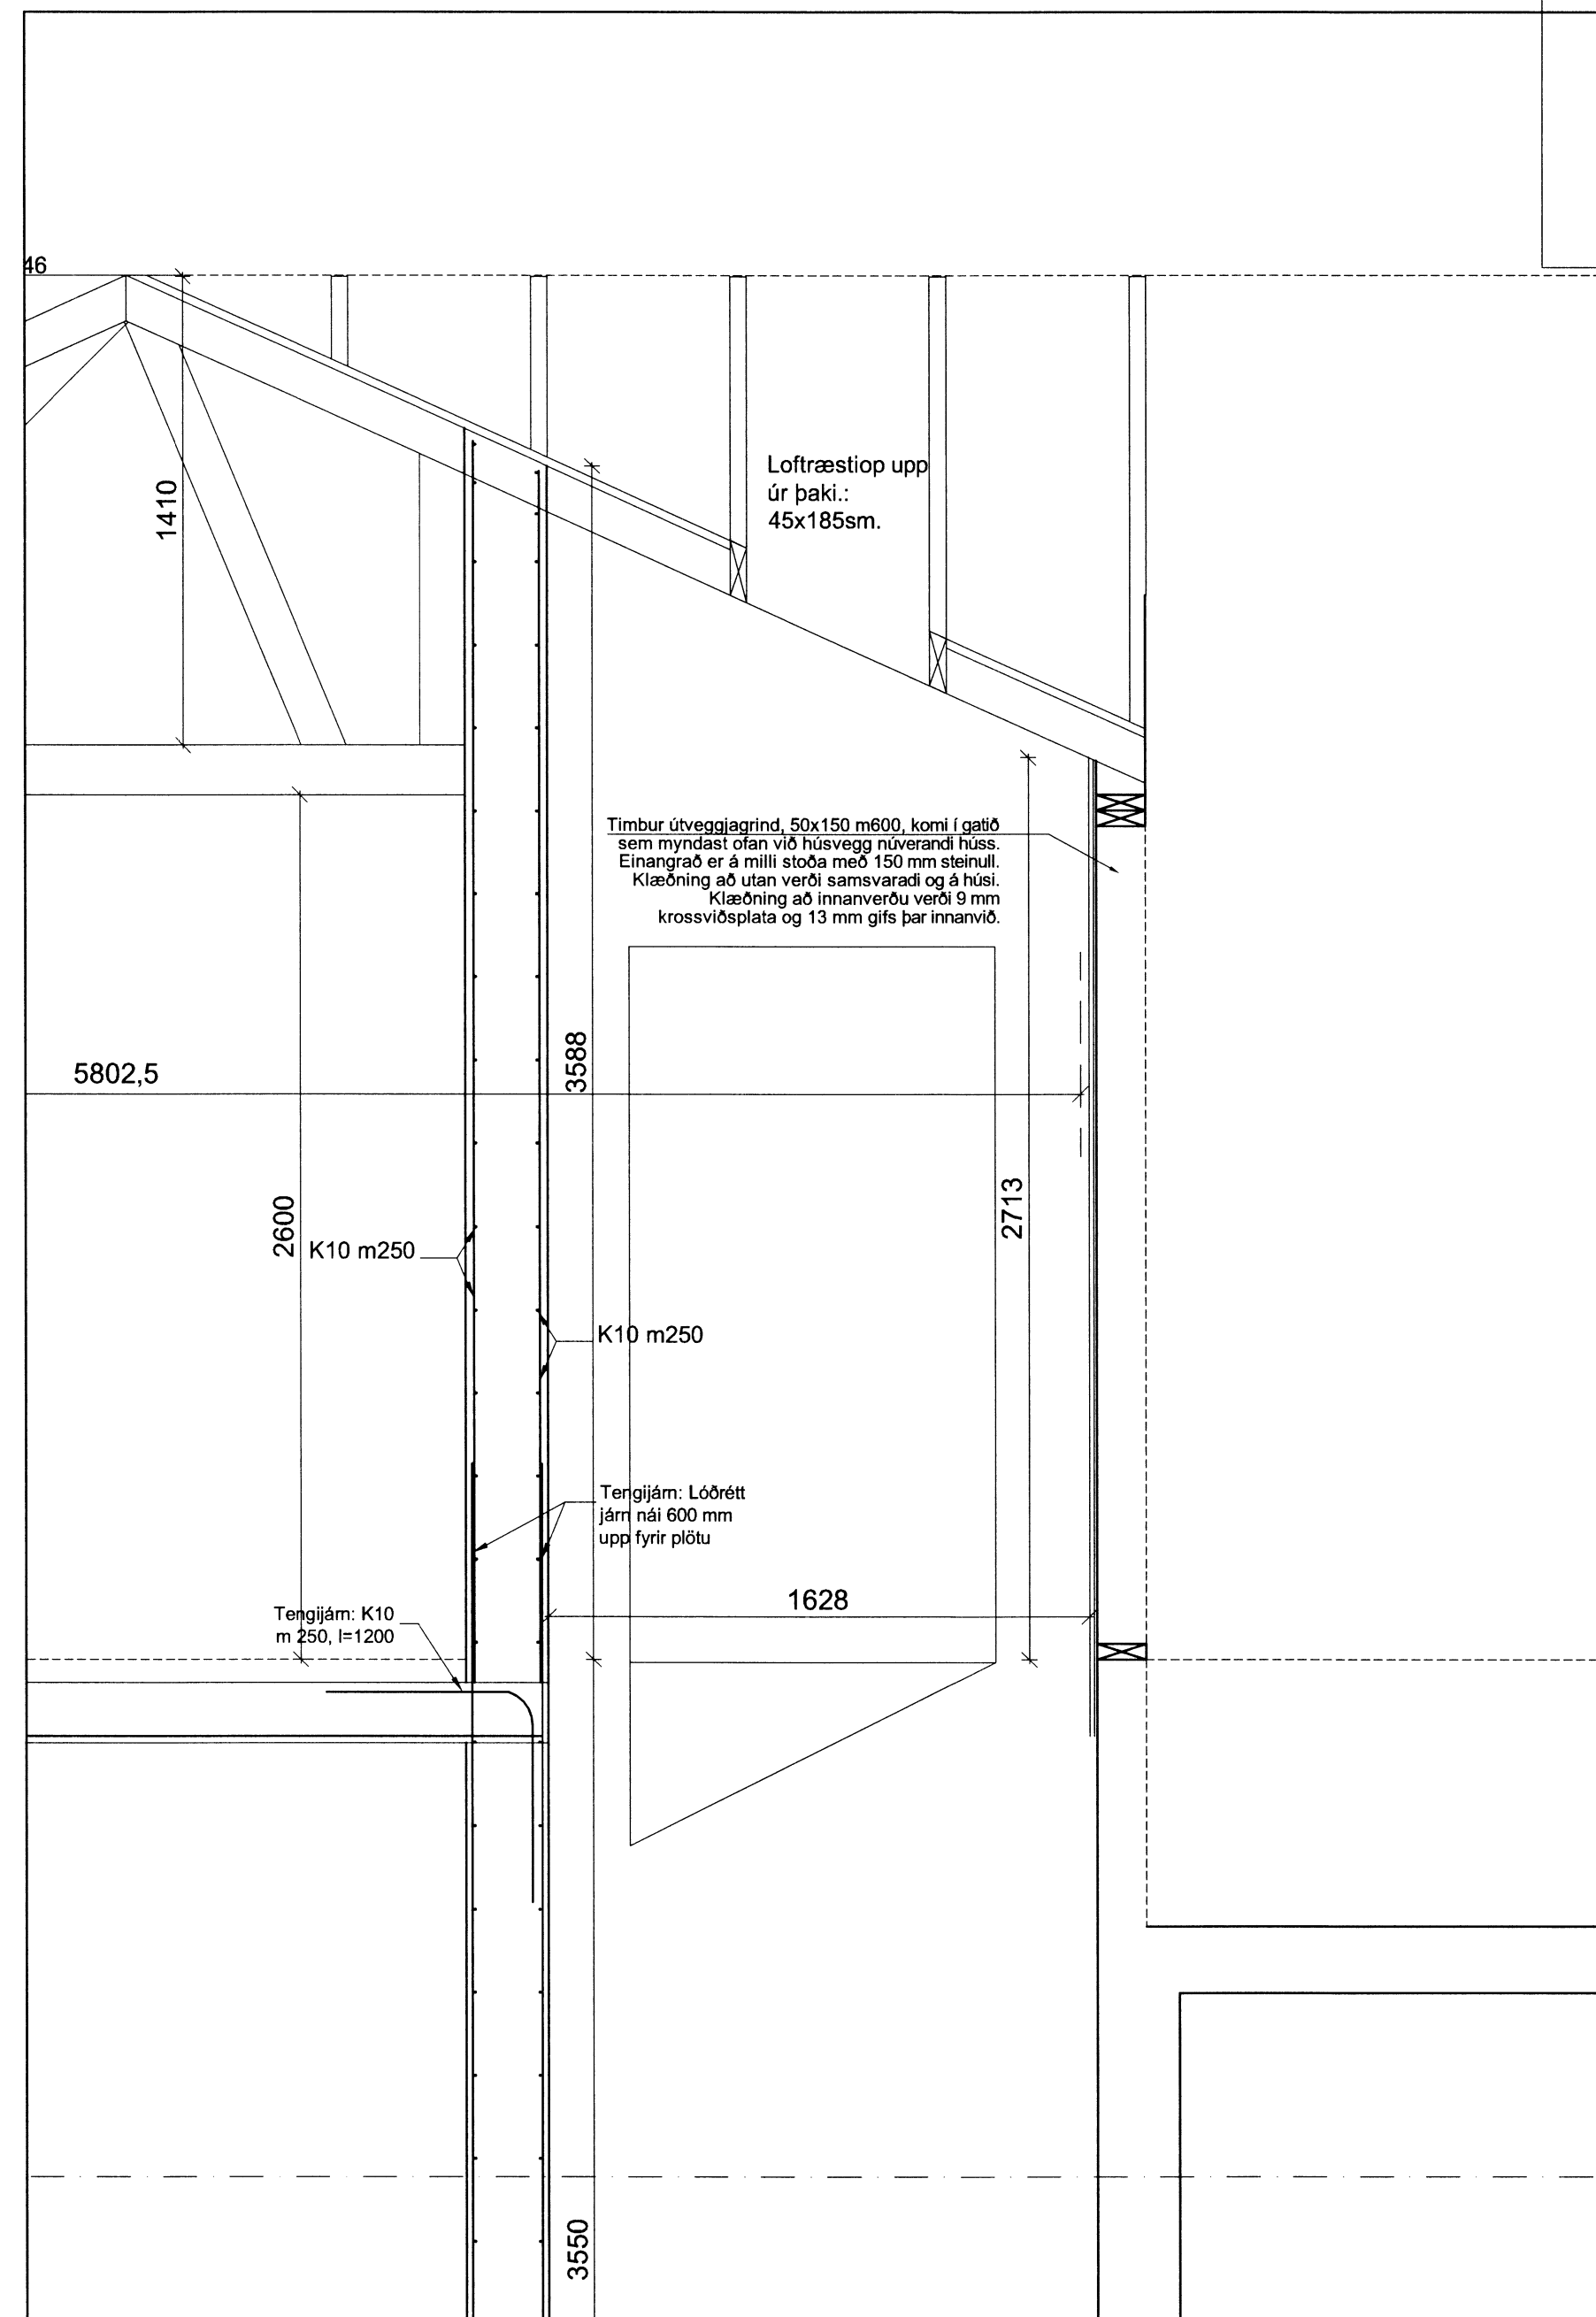 46
1410
Loftræstiop upp
úr þaki.:
45x185sm.
Timbur útveggjagrind, 50x150 m600, komi í gatið
sem myndast ofan við húsvegg núverandi húss.
Einangrað er á milli stoða með 150 mm steinull.
Klæðning að utan verði samsvaradi og á húsi.
Klæðning að innanverðu verði 9 mm
krossviðsplata og 13 mm gifs þar innanvið.
5802,5
3588
2600
2713
K10 m250
K10 m250
Tengijárn: Lóðrétt
járn nái 600 mm
upp fyrir plötu
1628
Tengijárn: K10
m 250, l=1200
3550